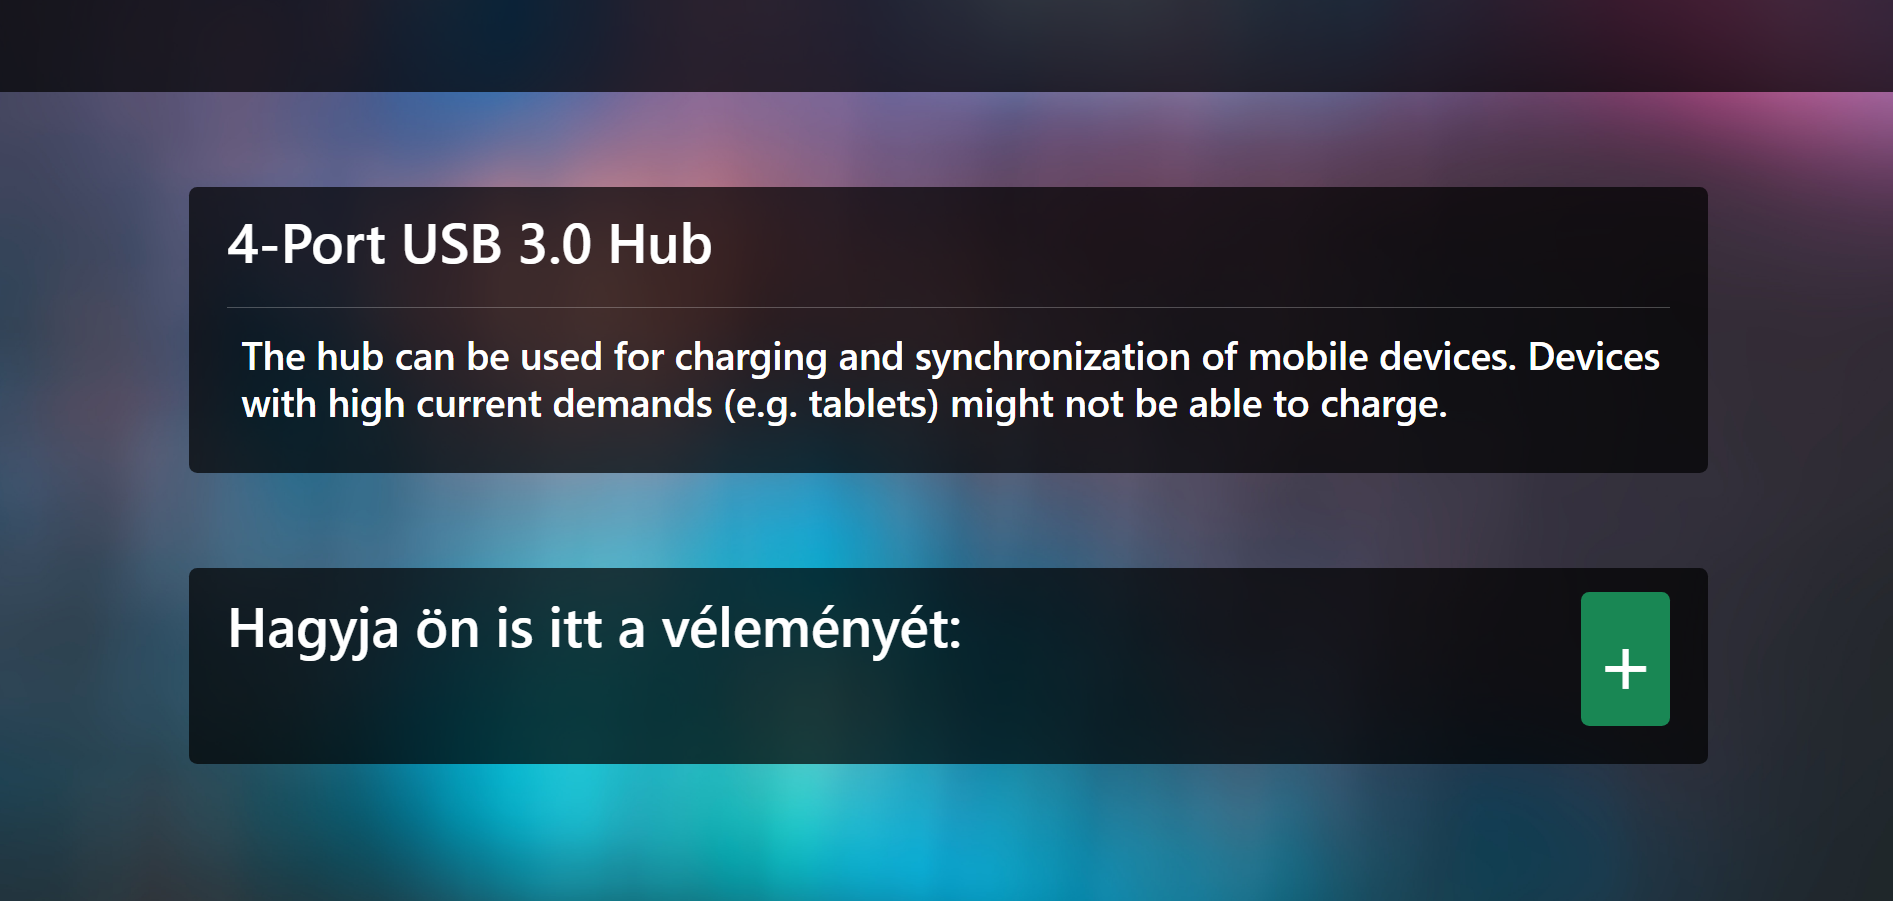 4-Port USB 3.0 Hub
The hub can be used for charging and synchronization of mobile devices. Devices
with high current demands (e.g. tablets) might not be able to charge.
Hagyja ön is itt a véleményét:
+